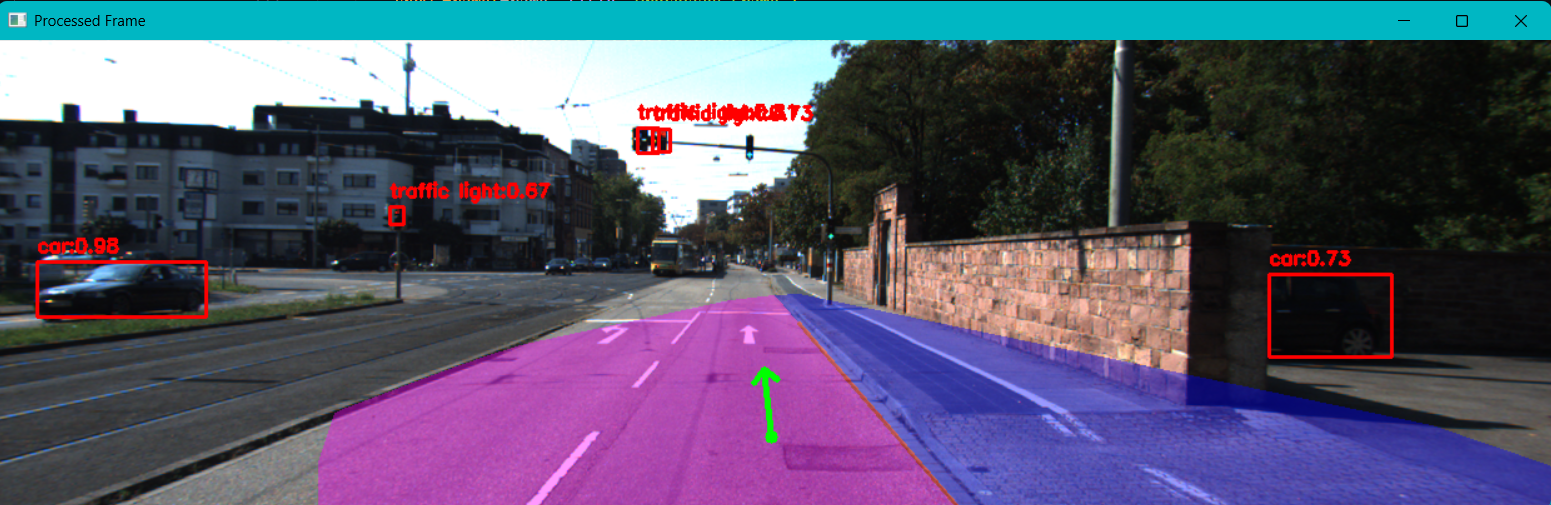 Processed Frame
traffic light:0.67
car:0.98
car:0.73